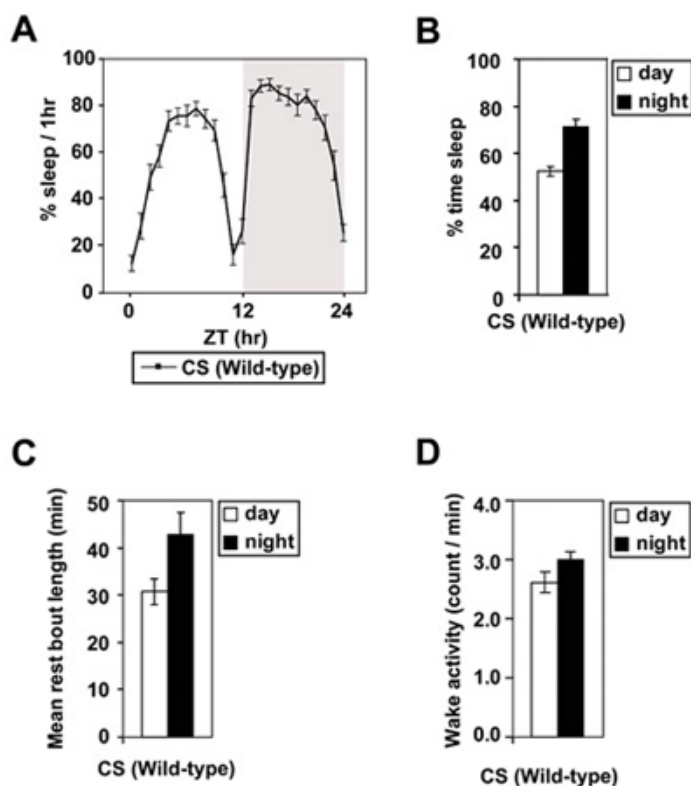 A
% sleep / 1hr
100
80
60
40
20
0
0
12
24
ZT (hr)
CS (Wild-type)
B
% time sleep
100
80
60
40
20
0
day
night
CS (Wild-type)
C
Mean rest bout length (min)
50
40
30
20
10
0
day
night
CS (Wild-type)
D
Wake activity (count / min)
4.0
3.0
2.0
1.0
0.0
day
night
CS (Wild-type)